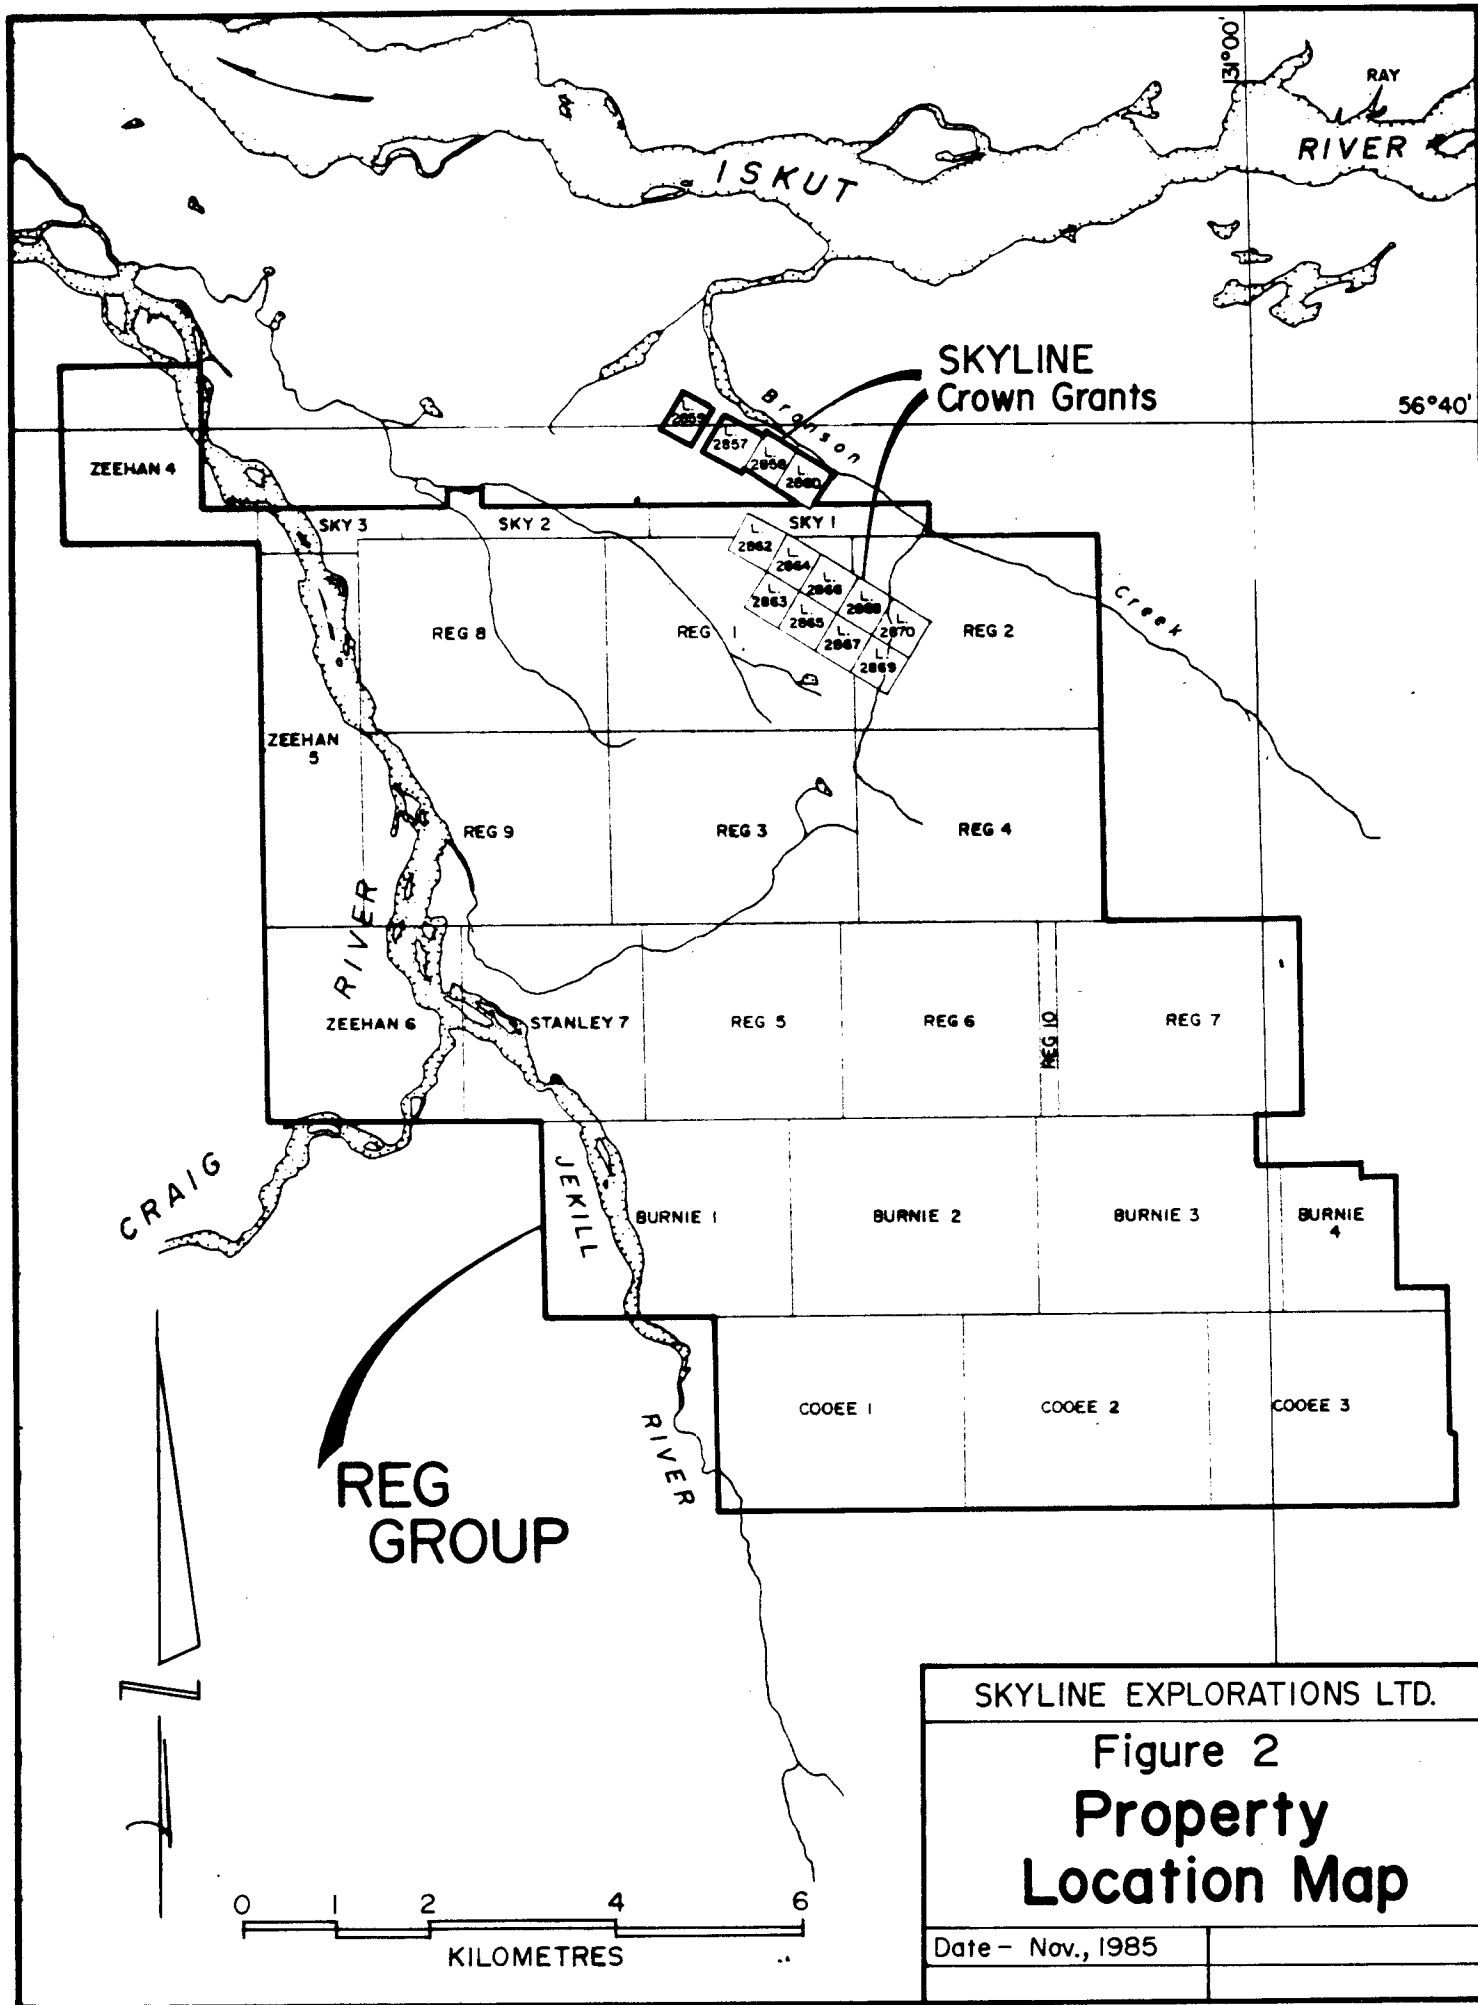 131°00'
RAY
ISKUT RIVER
SKYLINE
Crown Grants
56°40'
Bronson Creek
L. 2859
L. 2857
L. 2858
L. 2860
ZEEHAN 4
SKY 3
SKY 2
SKY 1
L. 2862
L. 2864
L. 2866
L. 2868
L. 2870
L. 2863
L. 2865
L. 2867
L. 2869
REG 8
REG 1
REG 2
ZEEHAN
5
REG 9
REG 3
REG 4
CRAIG RIVER
ZEEHAN 6
STANLEY 7
REG 5
REG 6
REG 10
REG 7
JEKILL RIVER
BURNIE 1
BURNIE 2
BURNIE 3
BURNIE
4
COOEE 1
COOEE 2
COOEE 3
REG
GROUP
N
0 1 2 4 6
KILOMETRES
SKYLINE EXPLORATIONS LTD.
Figure 2
Property
Location Map
Date - Nov., 1985